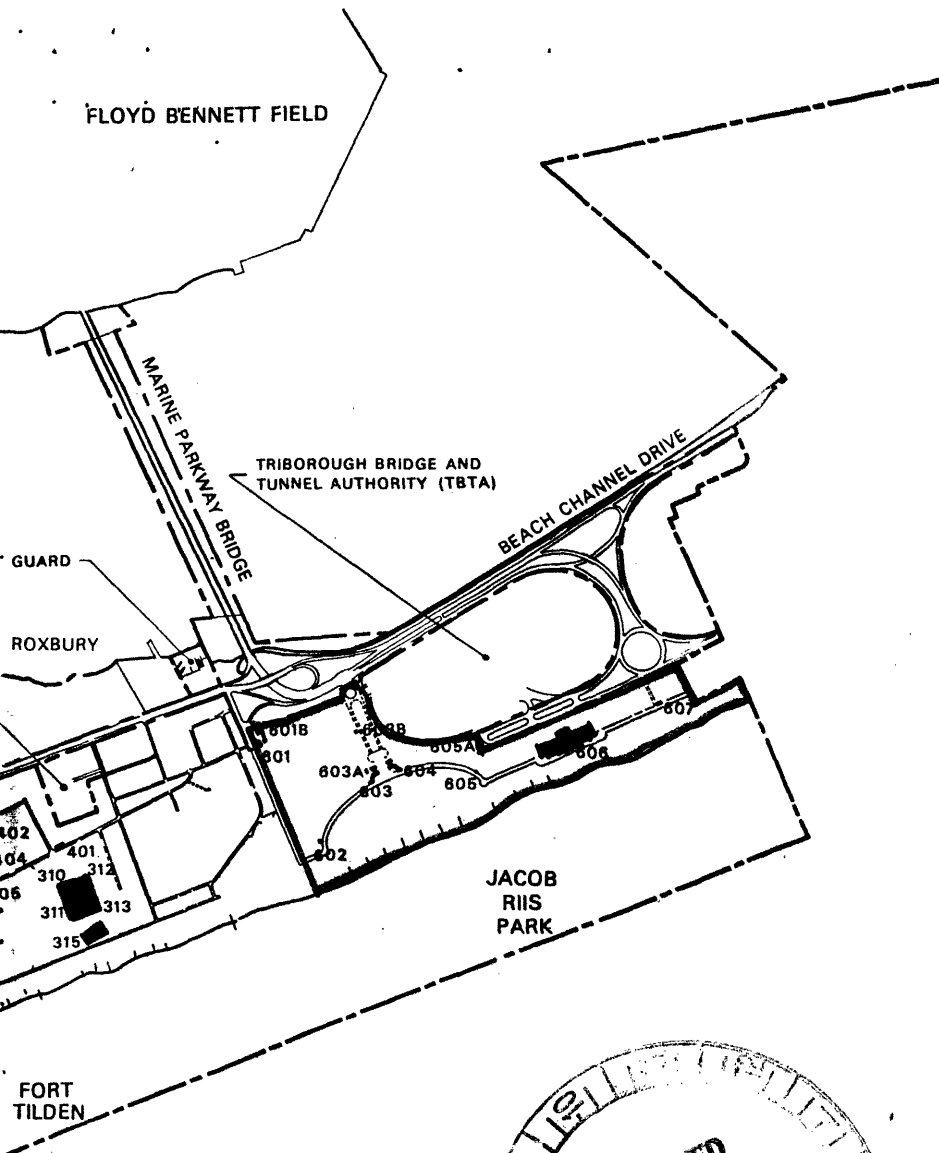 FLOYD BENNETT FIELD
MARINE PARKWAY BRIDGE
TRIBOROUGH BRIDGE AND
TUNNEL AUTHORITY (TBTA)
BEACH CHANNEL DRIVE
GUARD
ROXBURY
601B
603B
607
601
605A
606
603A
604
605
603
402
404
401
602
310
312
311
313
315
JACOB
RIIS
PARK
FORT
TILDEN